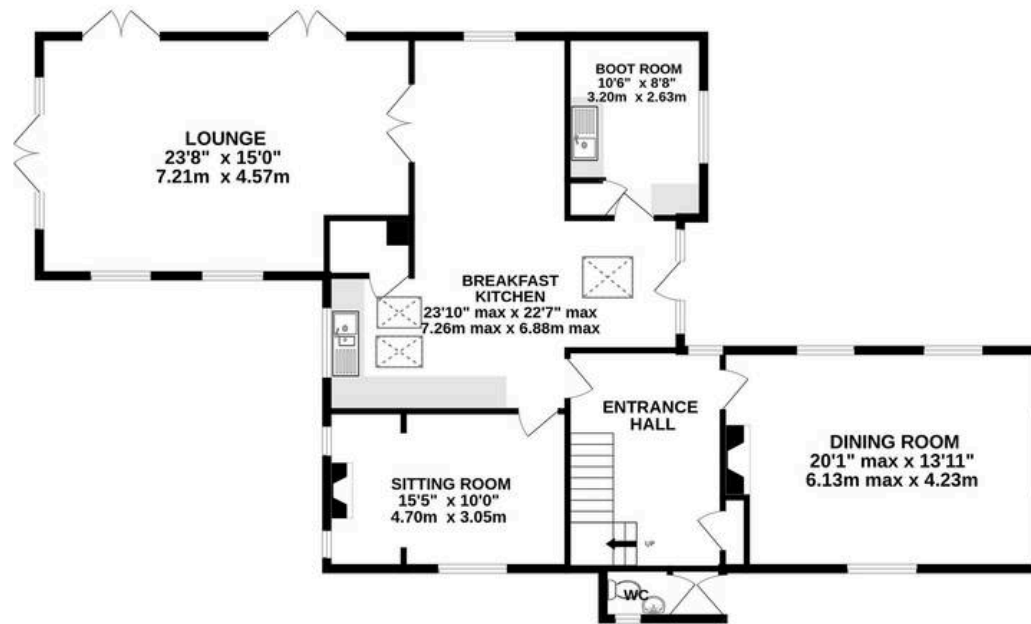 BOOT ROOM
10'6" x 8'8"
3.20m x 2.63m
LOUNGE
23'8" x 15'0"
7.21m x 4.57m
BREAKFAST
KITCHEN
23'10" max x 22'7" max
7.26m max x 6.88m max
ENTRANCE
HALL
DINING ROOM
20'1" max x 13'11"
6.13m max x 4.23m
SITTING ROOM
15'5" x 10'0"
4.70m x 3.05m
UP
WC